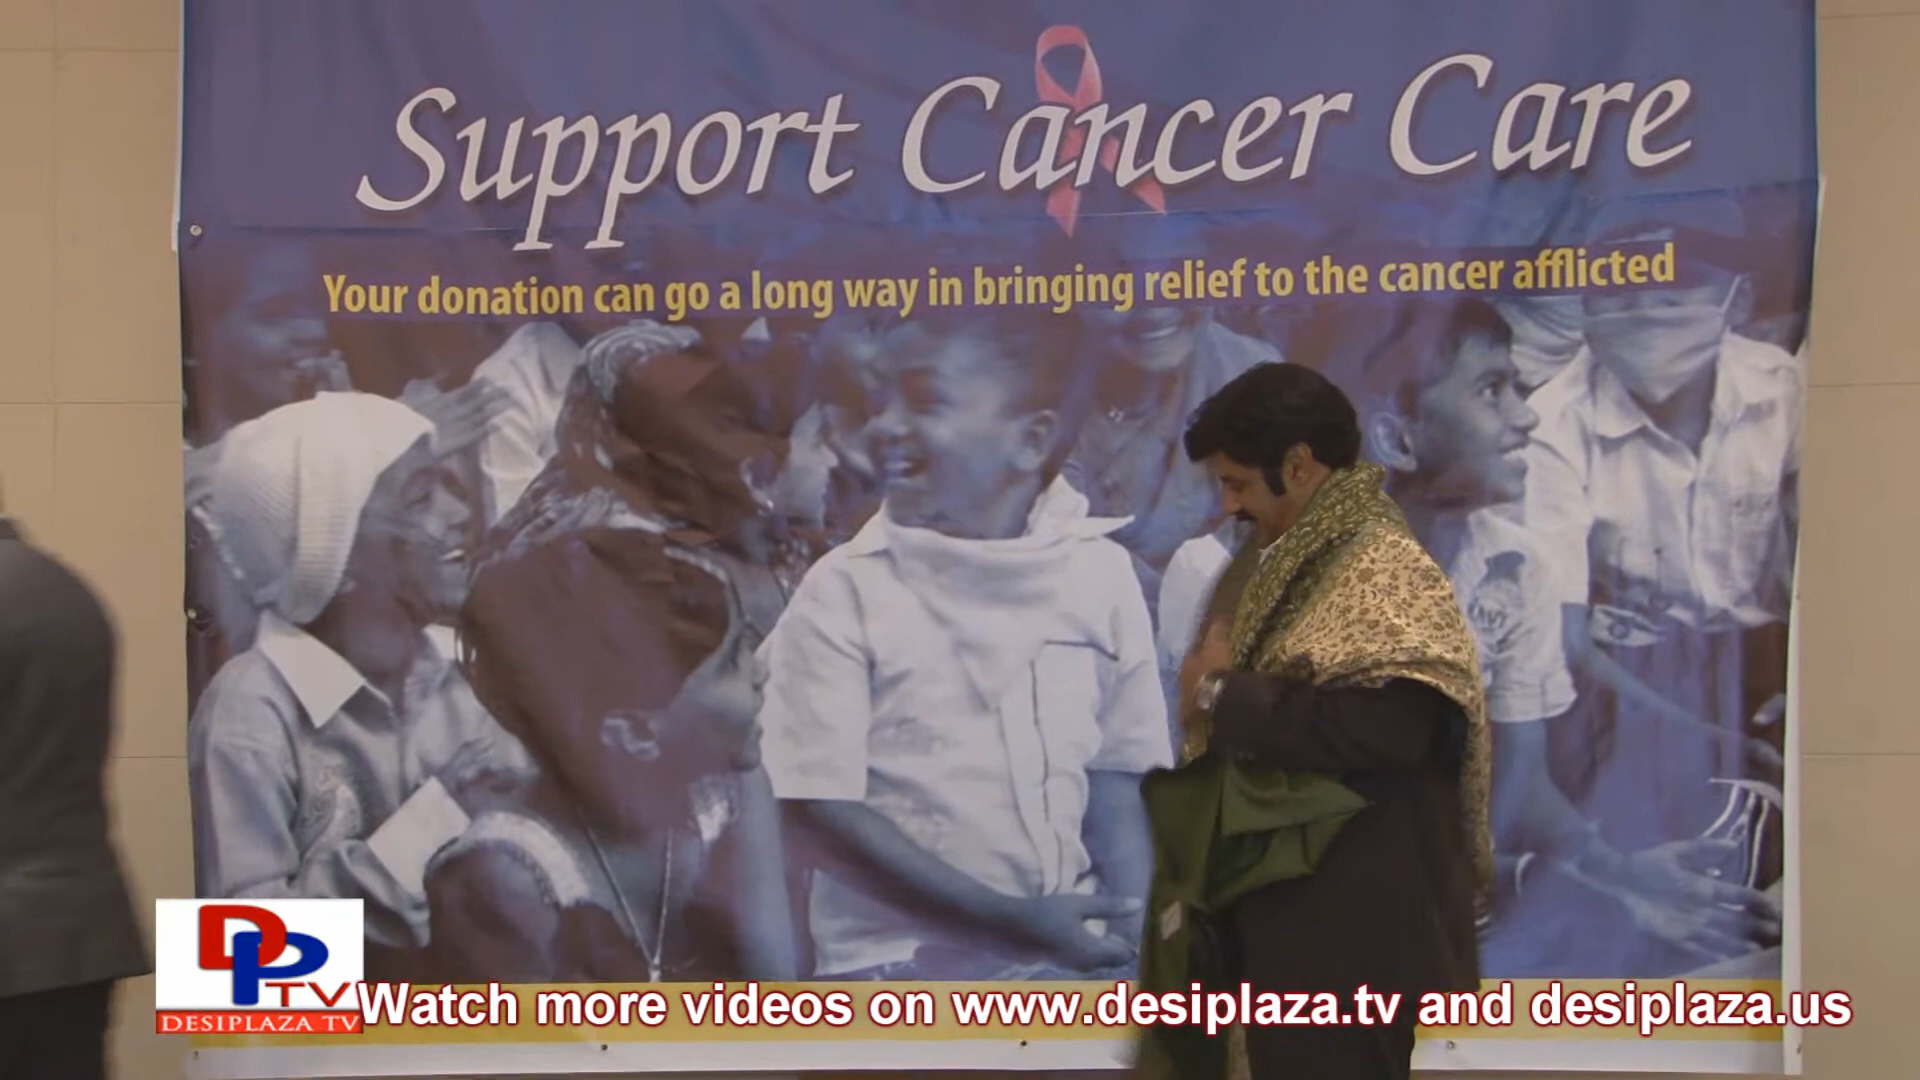 Support Cancer Care
Your donation can go a long way in bringing relief to the cancer afflicted
NAVY
DP
TV
DESIPLAZA TV
Watch more videos on www.desiplaza.tv and desiplaza.us